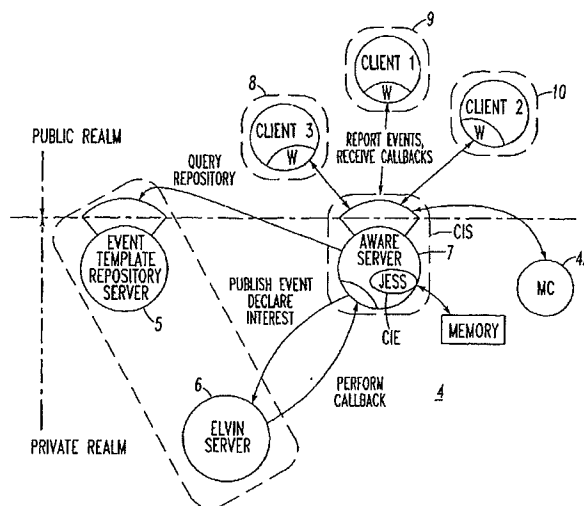 9
CLIENT 1
W
8
CLIENT 3
W
10
CLIENT 2
W
PUBLIC REALM
REPORT EVENTS,
RECEIVE CALLBACKS
QUERY
REPOSITORY
CIS
EVENT
TEMPLATE
REPOSITORY
SERVER
5
AWARE
SERVER
7
JESS
CIE
MEMORY
MC
PUBLISH EVENT
DECLARE
INTEREST
6
PERFORM
CALLBACK
4
ELVIN
SERVER
PRIVATE REALM